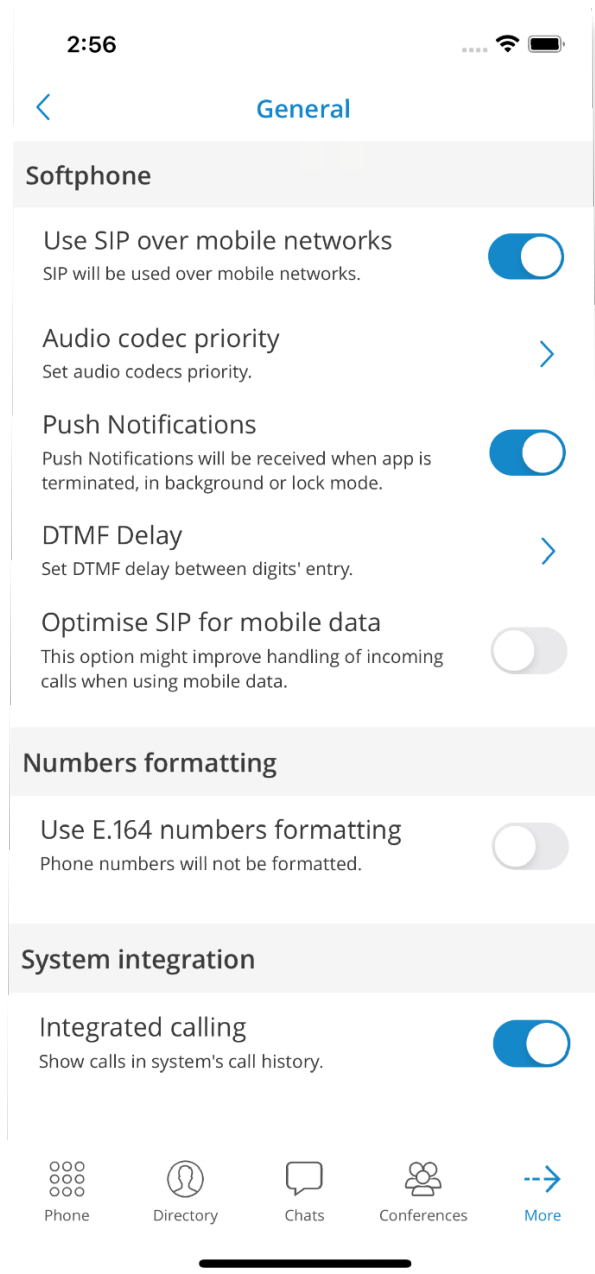 2:56
General
Softphone
Use SIP over mobile networks
SIP will be used over mobile networks.
Audio codec priority
Set audio codecs priority.
Push Notifications
Push Notifications will be received when app is
terminated, in background or lock mode.
DTMF Delay
Set DTMF delay between digits' entry.
Optimise SIP for mobile data
This option might improve handling of incoming
calls when using mobile data.
Numbers formatting
Use E.164 numbers formatting
Phone numbers will not be formatted.
System integration
Integrated calling
Show calls in system's call history.
Phone Directory Chats Conferences More